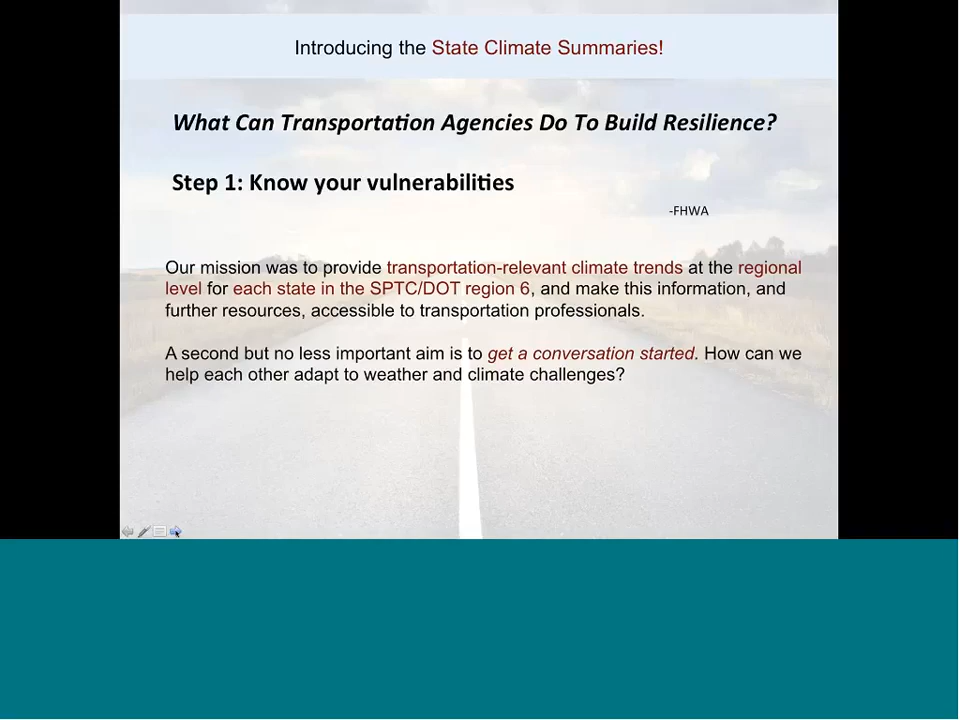 Introducing the State Climate Summaries!
What Can Transportation Agencies Do To Build Resilience?
Step 1: Know your vulnerabilities
-FHWA
Our mission was to provide transportation-relevant climate trends at the regional
level for each state in the SPTC/DOT region 6, and make this information, and
further resources, accessible to transportation professionals.
A second but no less important aim is to get a conversation started. How can we
help each other adapt to weather and climate challenges?